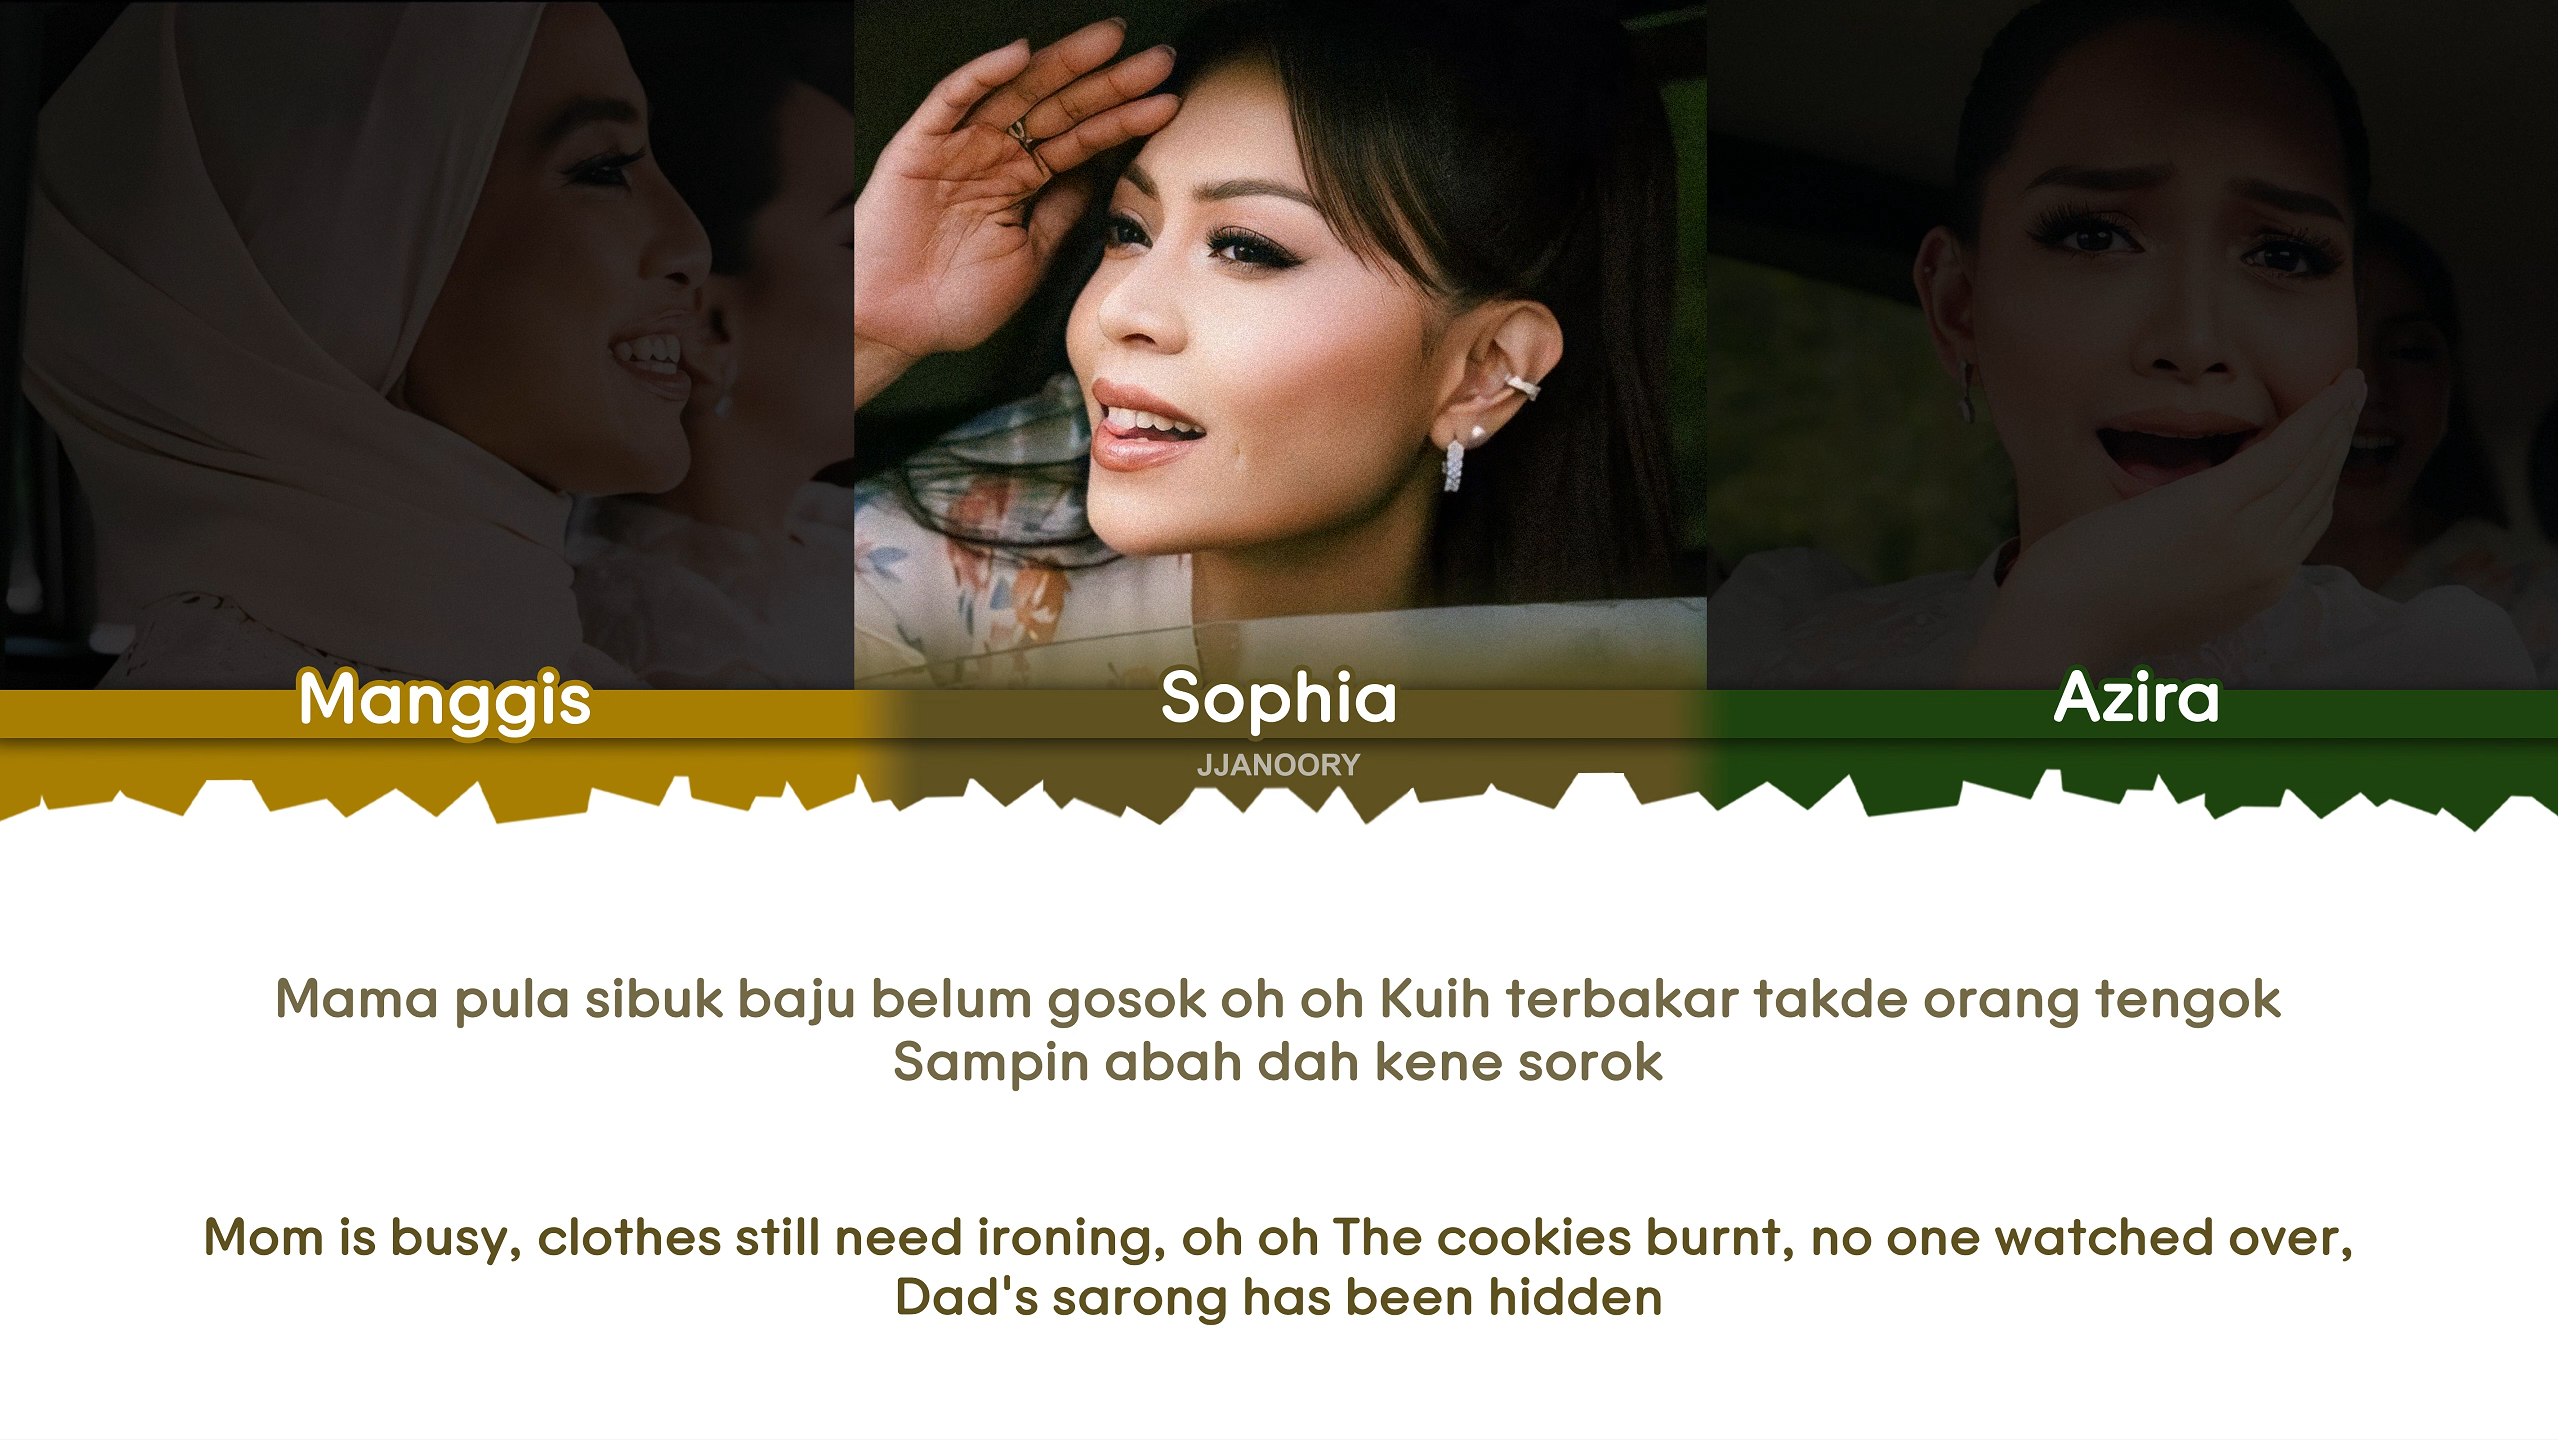 Manggis
Sophia
Azira
JJANOORY
Mama pula sibuk baju belum gosok oh oh Kuih terbakar takde orang tengok
Sampin abah dah kene sorok
Mom is busy, clothes still need ironing, oh oh The cookies burnt, no one watched over,
Dad's sarong has been hidden